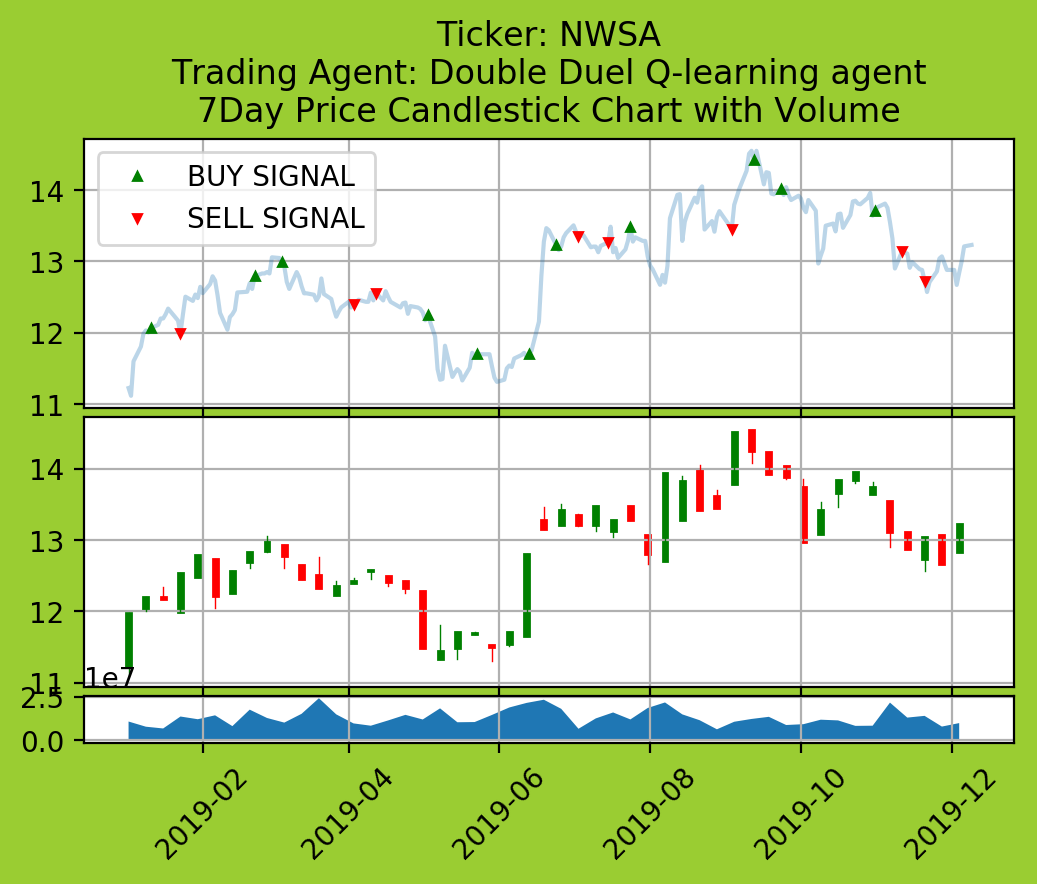 Ticker: NWSA
Trading Agent: Double Duel Q-learning agent
7Day Price Candlestick Chart with Volume
BUY SIGNAL
SELL SIGNAL
14
13
12
11
14
13
12
11
1e7
2.5
0.0
2019-02
2019-04
2019-06
2019-08
2019-10
2019-12